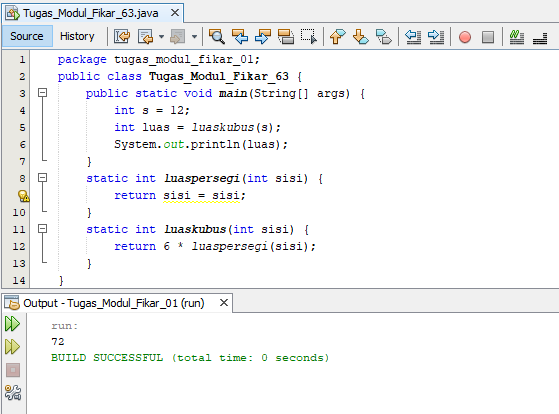 Tugas_Modul_Fikar_63.java
Source History
1 package tugas_modul_fikar_01;
2 public class Tugas_Modul_Fikar_63 {
3 public static void main(String[] args) {
4 int s = 12;
5 int luas = luaskubus(s);
6 System.out.println(luas);
7 }
8 static int luaspersegi(int sisi) {
return sisi = sisi;
10 }
11 static int luaskubus(int sisi) {
12 return 6 * luaspersegi(sisi);
13 }
14 }
Output - Tugas_Modul_Fikar_01 (run)
run:
72
BUILD SUCCESSFUL (total time: 0 seconds)